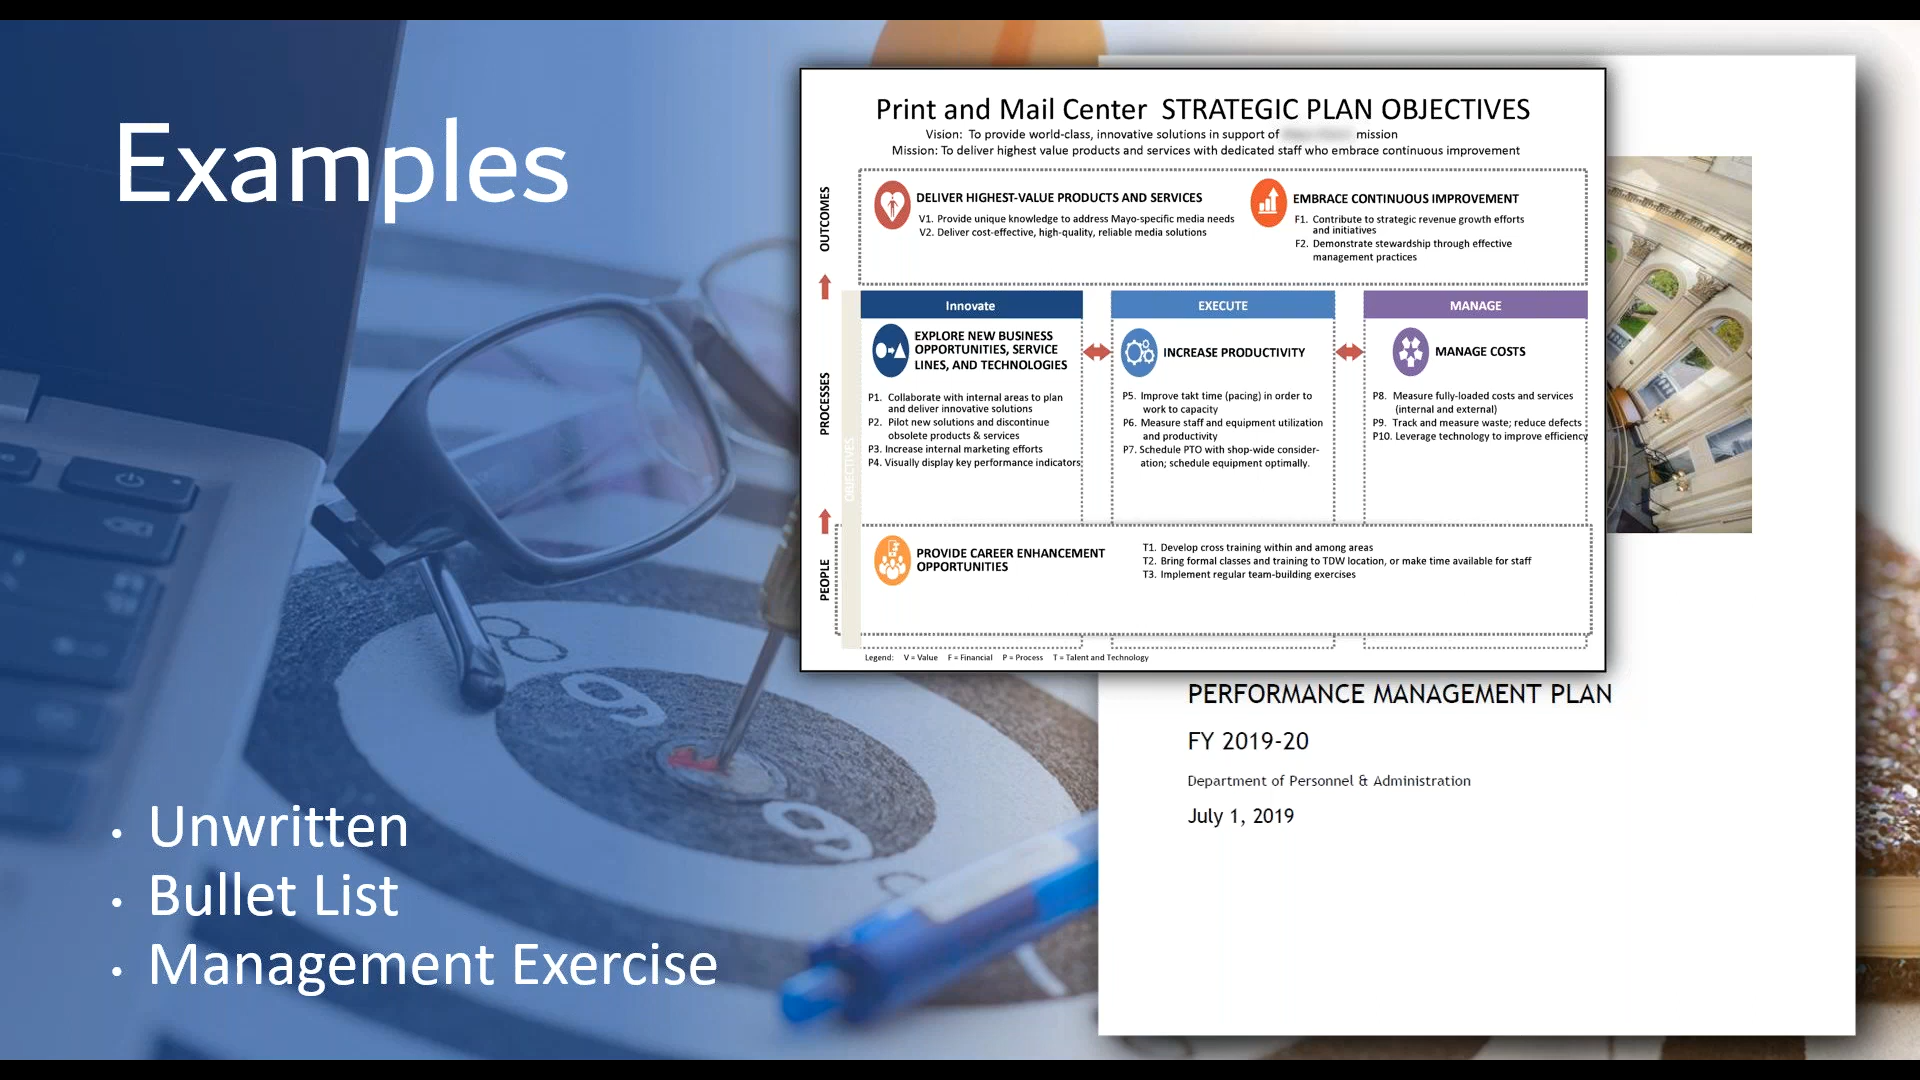 Examples
• Unwritten
• Bullet List
• Management Exercise
Print and Mail Center STRATEGIC PLAN OBJECTIVES
Vision: To provide world-class, innovative solutions in support of mission
Mission: To deliver highest value products and services with dedicated staff who embrace continuous improvement
OUTCOMES
DELIVER HIGHEST-VALUE PRODUCTS AND SERVICES
V1. Provide unique knowledge to address Mayo-specific media needs
V2. Deliver cost-effective, high-quality, reliable media solutions
EMBRACE CONTINUOUS IMPROVEMENT
F1. Contribute to strategic revenue growth efforts
and initiatives
F2. Demonstrate stewardship through effective
management practices
PROCESSES
OBJECTIVES
Innovate
EXPLORE NEW BUSINESS
OPPORTUNITIES, SERVICE
LINES, AND TECHNOLOGIES
P1. Collaborate with internal areas to plan
and deliver innovative solutions
P2. Pilot new solutions and discontinue
obsolete products & services
P3. Increase internal marketing efforts
P4. Visually display key performance indicators
EXECUTE
INCREASE PRODUCTIVITY
P5. Improve takt time (pacing) in order to
work to capacity
P6. Measure staff and equipment utilization
and productivity
P7. Schedule PTO with shop-wide consider-
ation; schedule equipment optimally.
MANAGE
MANAGE COSTS
P8. Measure fully-loaded costs and services
(internal and external)
P9. Track and measure waste; reduce defects
P10. Leverage technology to improve efficiency
PEOPLE
PROVIDE CAREER ENHANCEMENT
OPPORTUNITIES
T1. Develop cross training within and among areas
T2. Bring formal classes and training to TDW location, or make time available for staff
T3. Implement regular team-building exercises
Legend: V = Value F = Financial P = Process T = Talent and Technology
PERFORMANCE MANAGEMENT PLAN
FY 2019-20
Department of Personnel & Administration
July 1, 2019
8
9
9
8